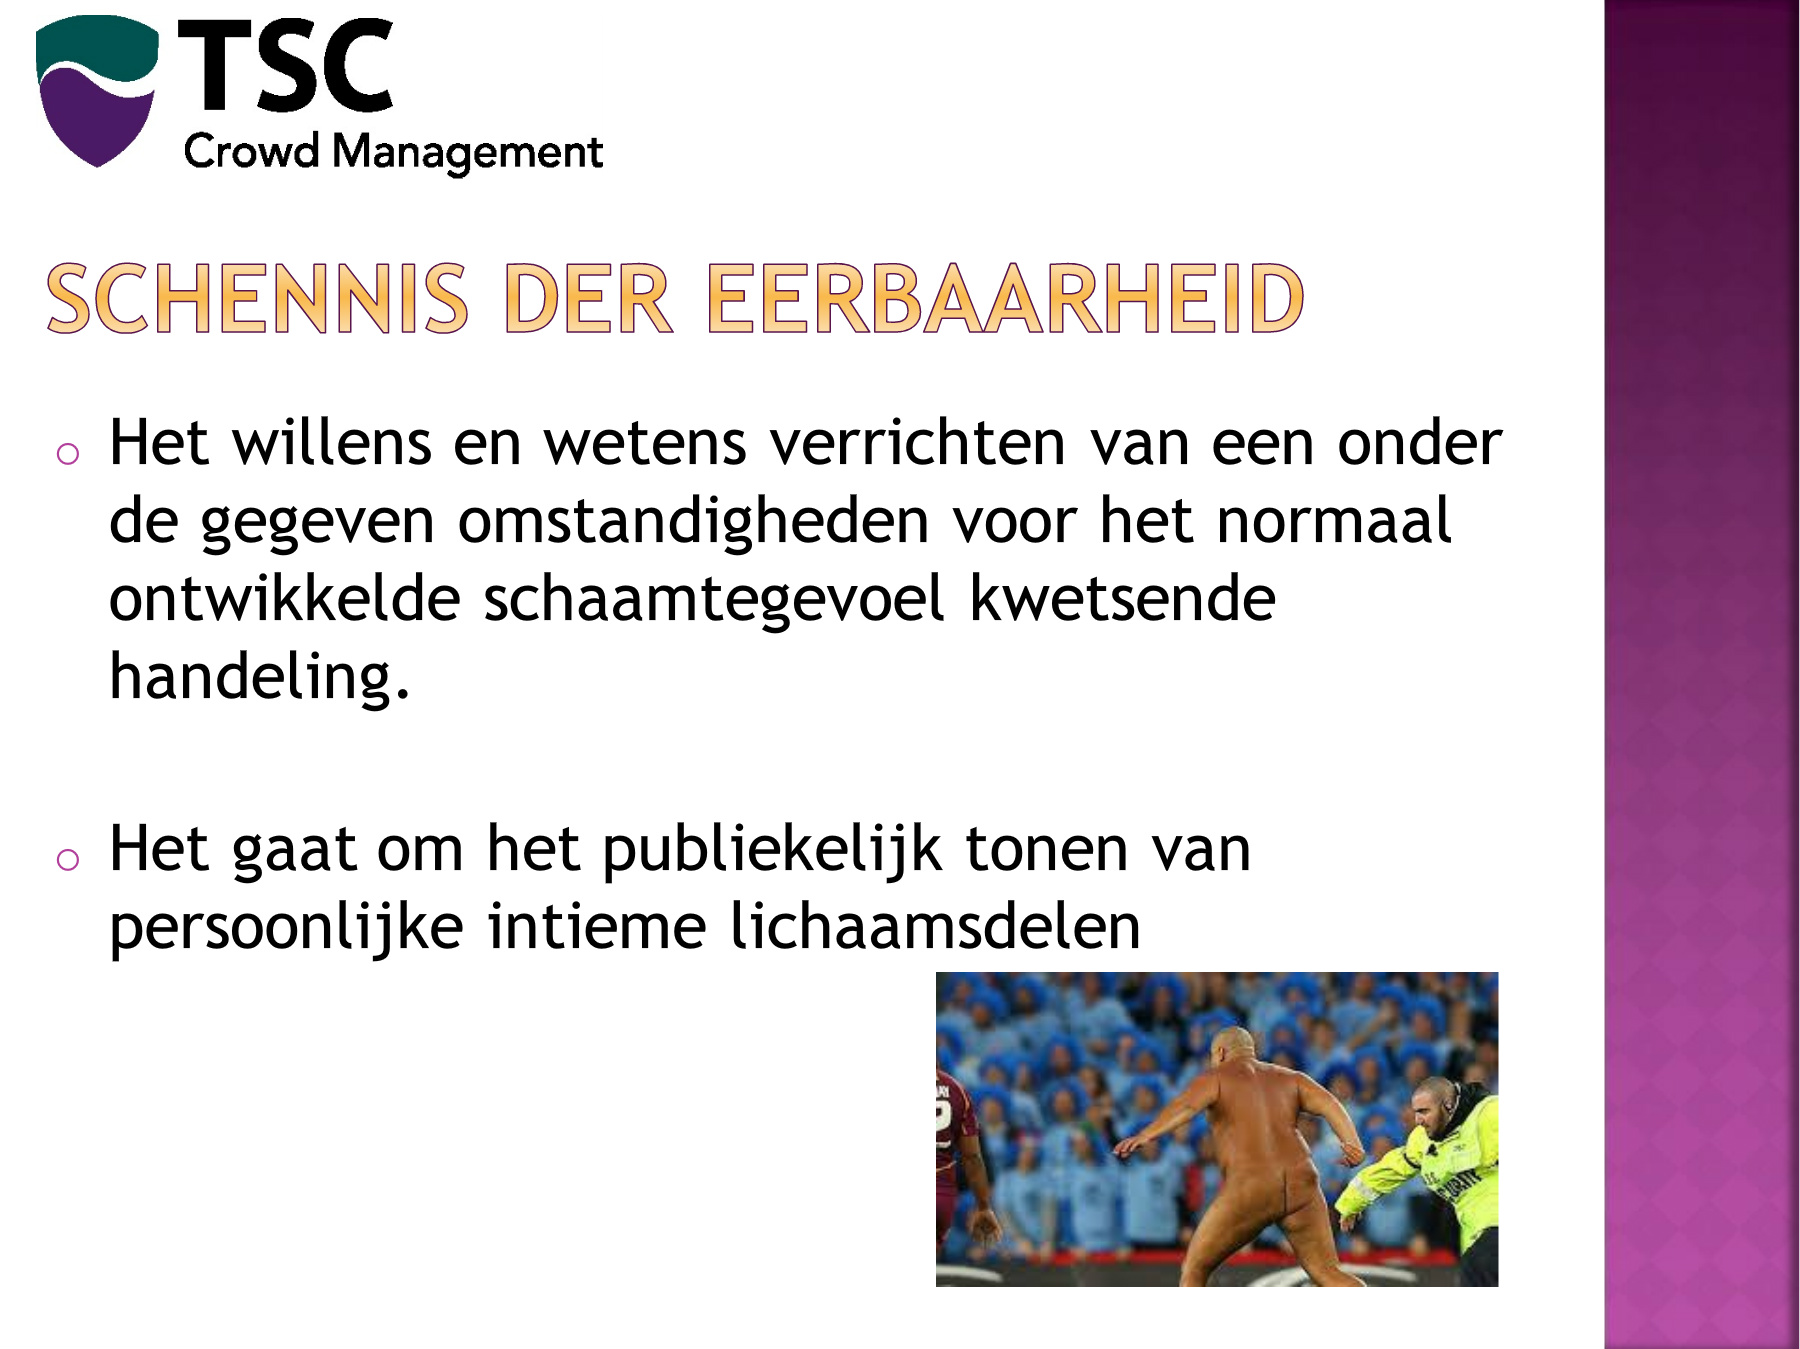 TSC
Crowd Management
SCHENNIS DER EERBAARHEID
o Het willens en wetens verrichten van een onder
de gegeven omstandigheden voor het normaal
ontwikkelde schaamtegevoel kwetsende
handeling.
o Het gaat om het publiekelijk tonen van
persoonlijke intieme lichaamsdelen
2